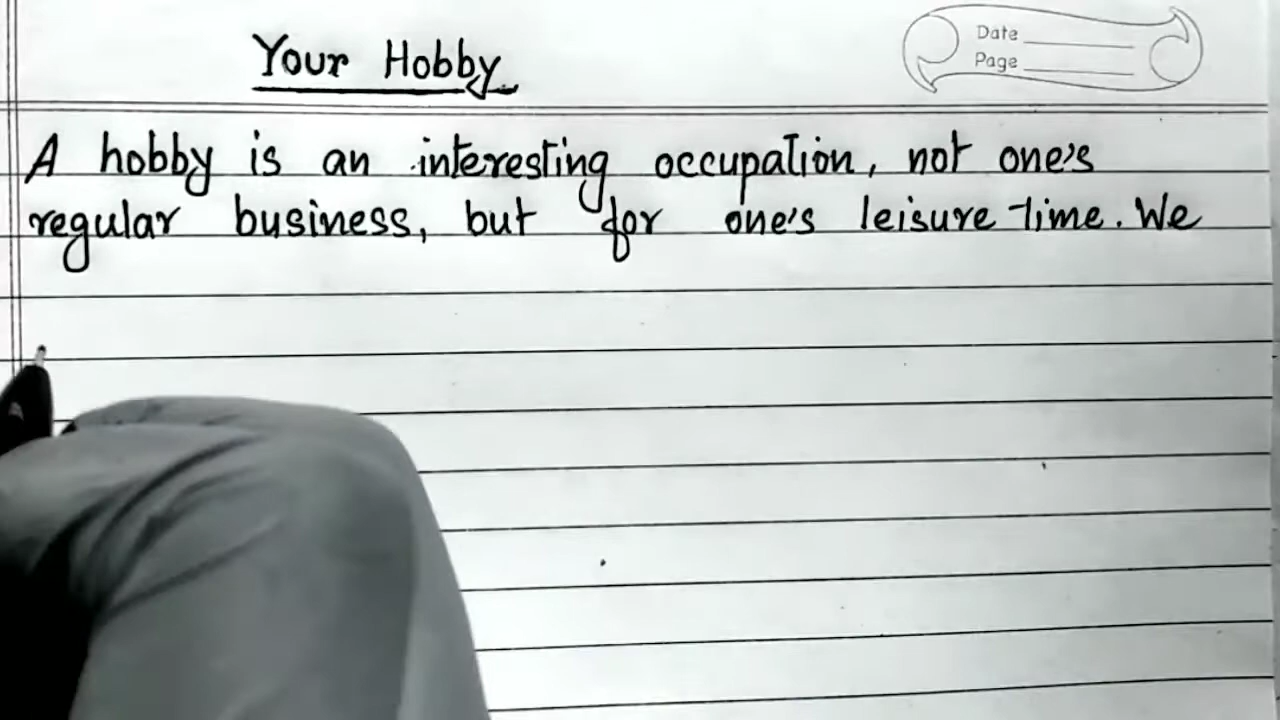 Your Hobby
Date
Page
A hobby is an interesting occupation, not one's
regular business, but for one's leisure time. We